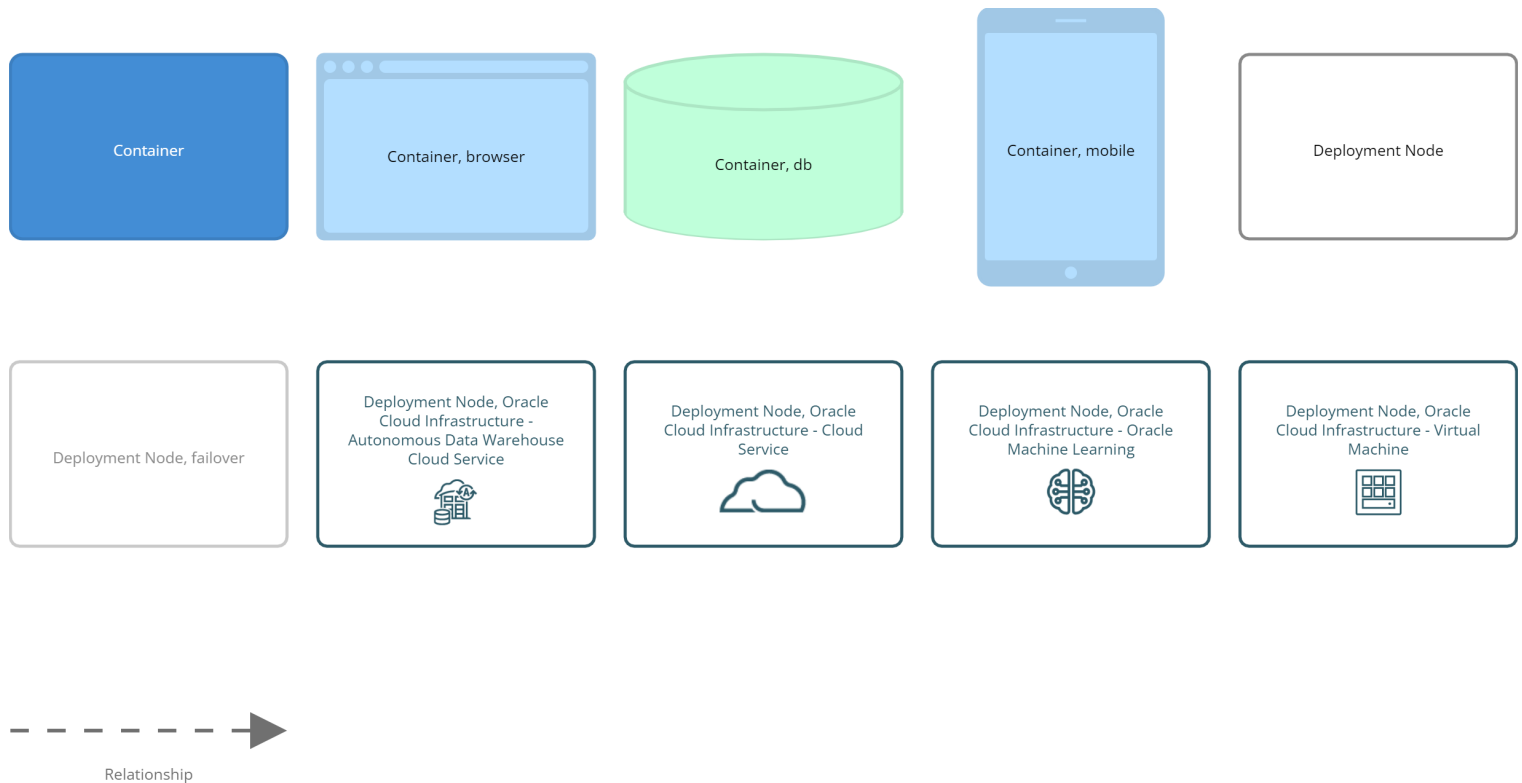 Container
Container, browser
Container, db
Container, mobile
Deployment Node
Deployment Node, failover
Deployment Node, Oracle
Cloud Infrastructure -
Autonomous Data Warehouse
Cloud Service
A
Deployment Node, Oracle
Cloud Infrastructure - Cloud
Service
Deployment Node, Oracle
Cloud Infrastructure - Oracle
Machine Learning
Deployment Node, Oracle
Cloud Infrastructure - Virtual
Machine
Relationship